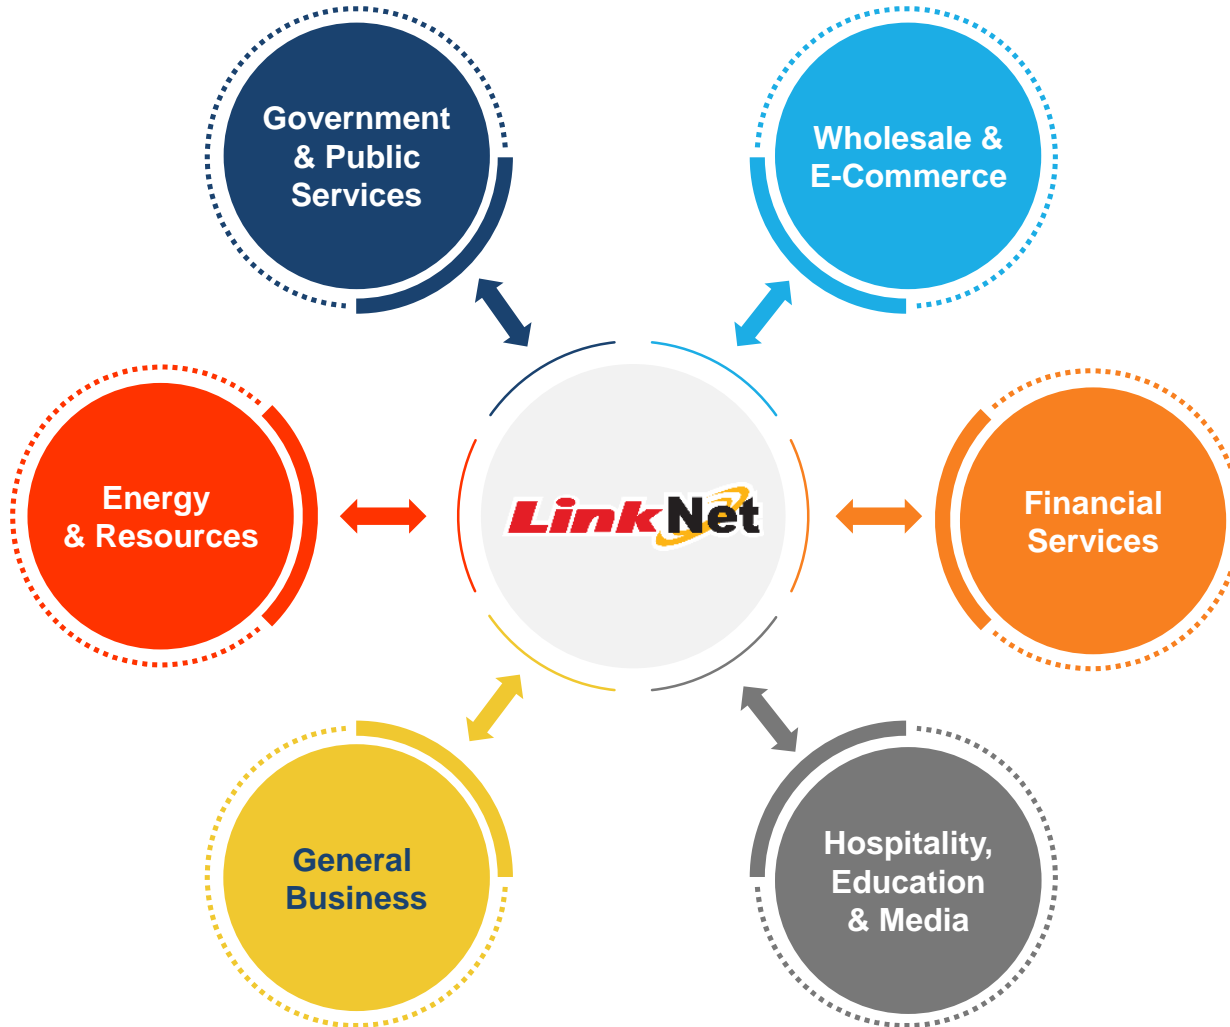 Government
& Public
Services
Wholesale &
E-Commerce
Energy
& Resources
LinkNet
Financial
Services
General
Business
Hospitality,
Education
& Media